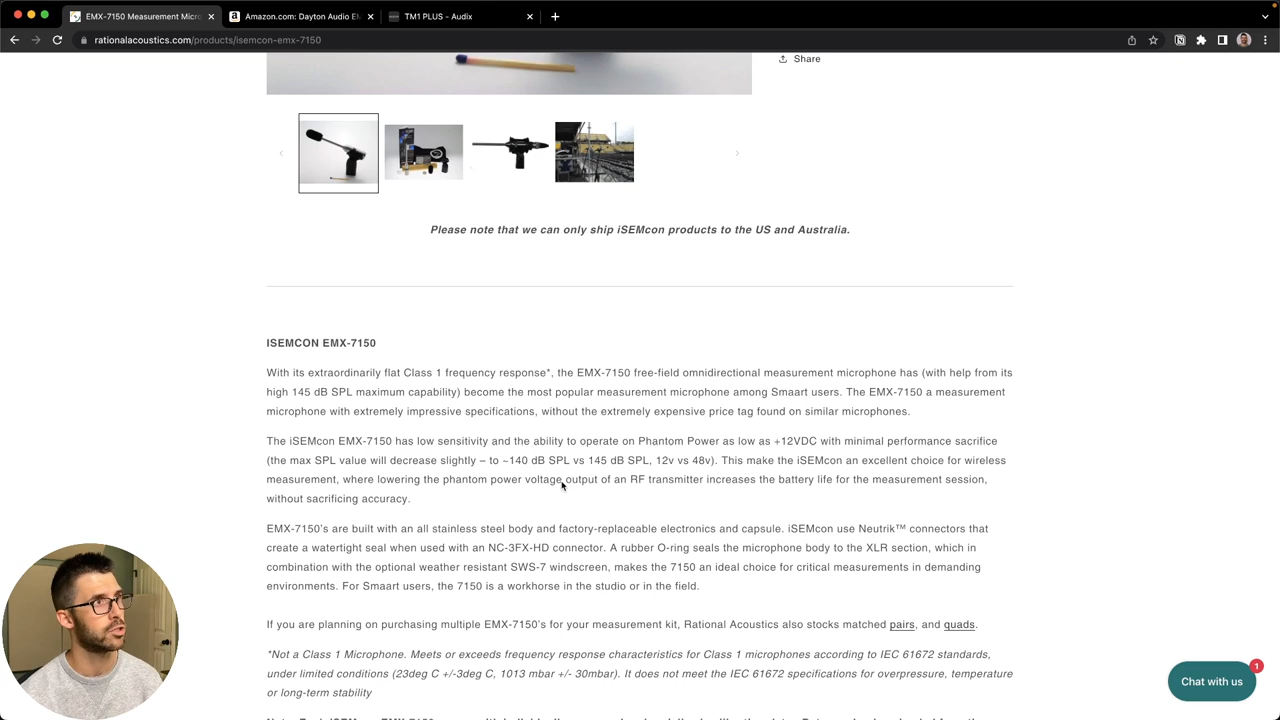 EMX-7150 Measurement Micro
Amazon.com: Dayton Audio EM
TM1 PLUS - Audix
rationalacoustics.com/products/isemcon-emx-7150
Share
Please note that we can only ship iSEMcon products to the US and Australia.
ISEMCON EMX-7150
With its extraordinarily flat Class 1 frequency response*, the EMX-7150 free-field omnidirectional measurement microphone has (with help from its
high 145 dB SPL maximum capability) become the most popular measurement microphone among Smaart users. The EMX-7150 a measurement
microphone with extremely impressive specifications, without the extremely expensive price tag found on similar microphones.
The iSEMcon EMX-7150 has low sensitivity and the ability to operate on Phantom Power as low as +12VDC with minimal performance sacrifice
(the max SPL value will decrease slightly – to ~140 dB SPL vs 145 dB SPL, 12v vs 48v). This make the iSEMcon an excellent choice for wireless
measurement, where lowering the phantom power voltage output of an RF transmitter increases the battery life for the measurement session,
without sacrificing accuracy.
EMX-7150's are built with an all stainless steel body and factory-replaceable electronics and capsule. iSEMcon use Neutrik™ connectors that
create a watertight seal when used with an NC-3FX-HD connector. A rubber O-ring seals the microphone body to the XLR section, which in
combination with the optional weather resistant SWS-7 windscreen, makes the 7150 an ideal choice for critical measurements in demanding
environments. For Smaart users, the 7150 is a workhorse in the studio or in the field.
If you are planning on purchasing multiple EMX-7150's for your measurement kit, Rational Acoustics also stocks matched pairs, and quads.
*Not a Class 1 Microphone. Meets or exceeds frequency response characteristics for Class 1 microphones according to IEC 61672 standards,
under limited conditions (23deg C +/-3deg C, 1013 mbar +/- 30mbar). It does not meet the IEC 61672 specifications for overpressure, temperature
or long-term stability
Chat with us
1